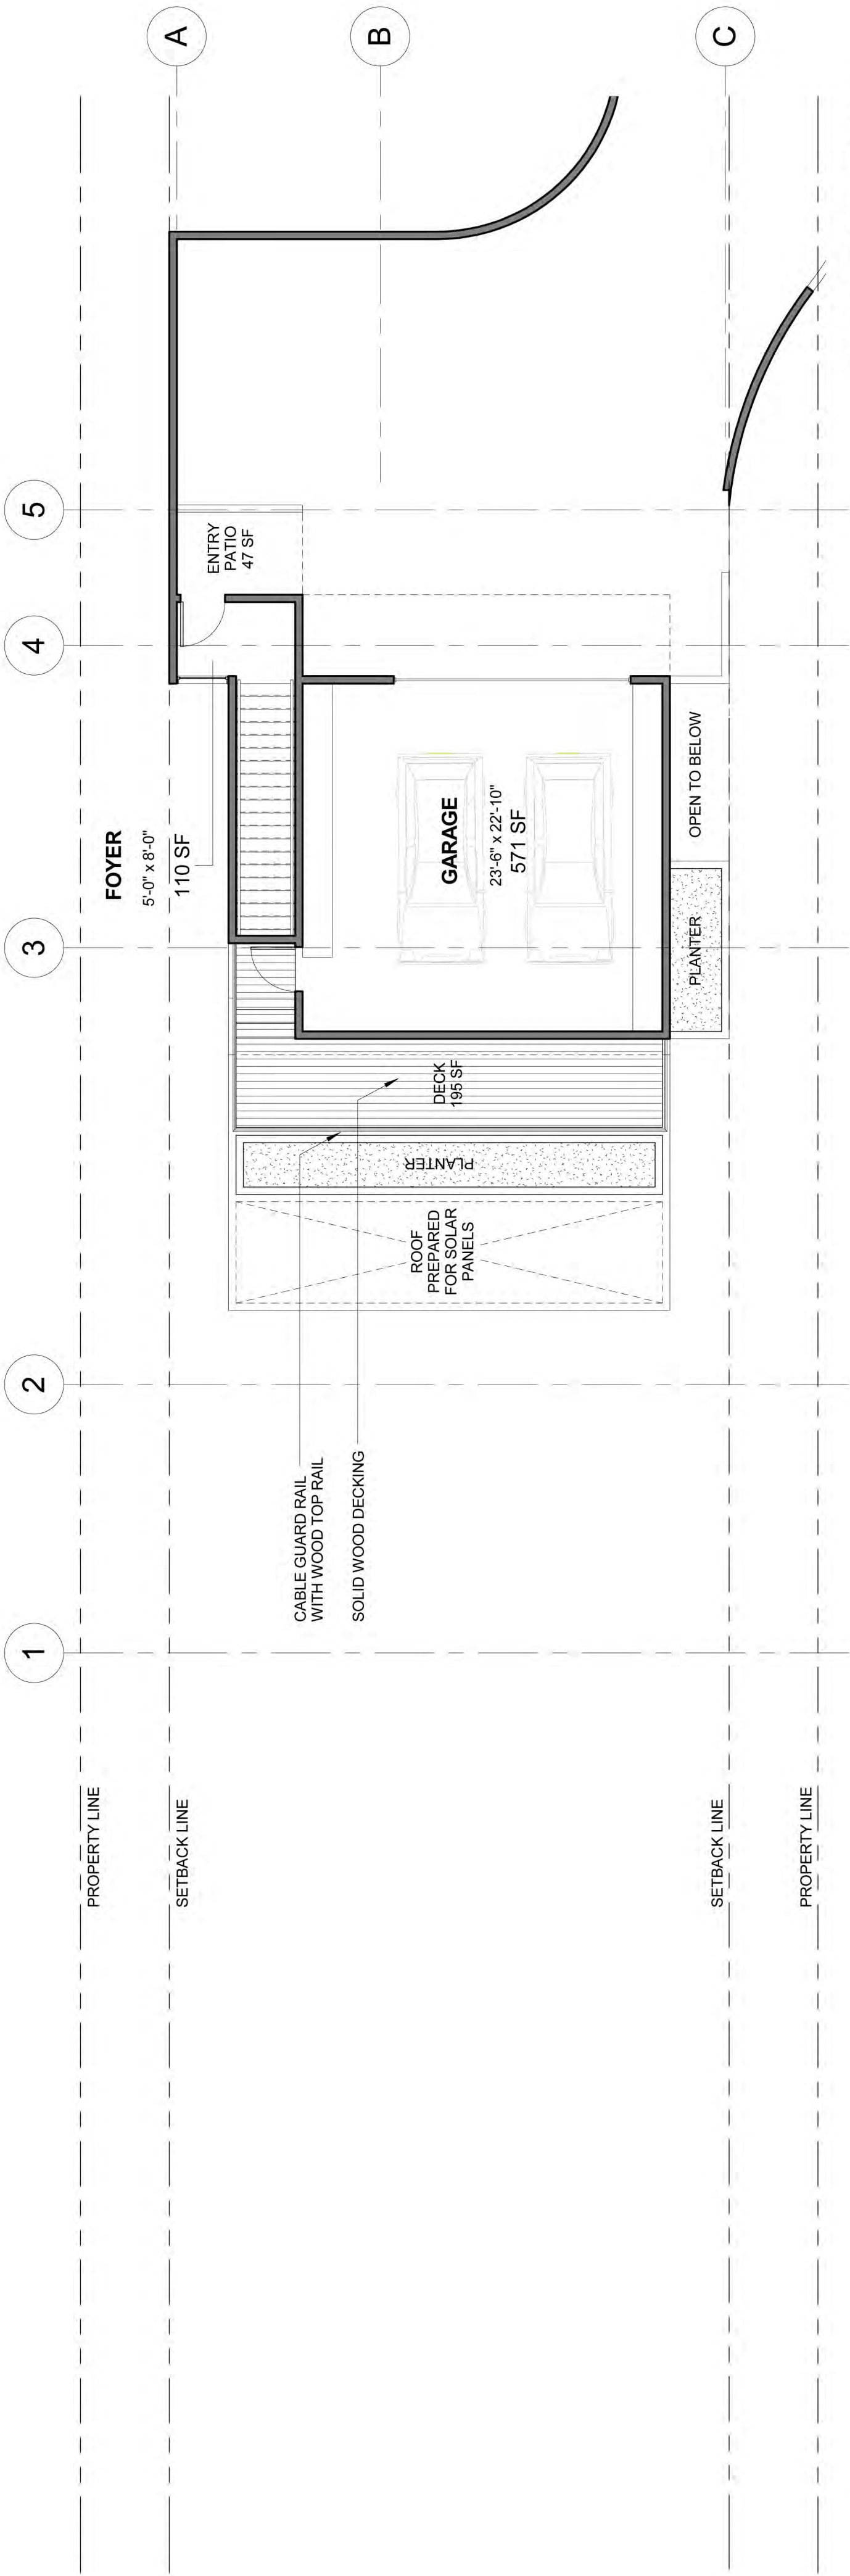 A
B
C
5
4
3
2
1
ENTRY
PATIO
47 SF
FOYER
5'-0" x 8'-0"
110 SF
GARAGE
23'-6" x 22'-10"
571 SF
OPEN TO BELOW
PLANTER
DECK
195 SF
PLANTER
ROOF
PREPARED
FOR SOLAR
PANELS
CABLE GUARD RAIL
WITH WOOD TOP RAIL
SOLID WOOD DECKING
PROPERTY LINE
SETBACK LINE
SETBACK LINE
PROPERTY LINE